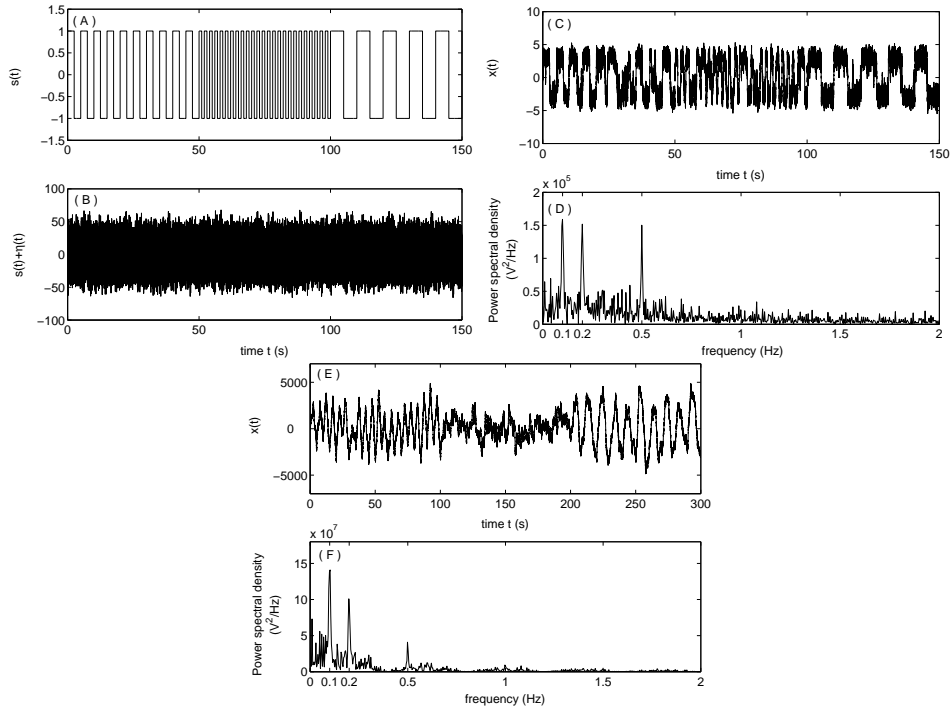 ( A )
1.5
1
0.5
0
−0.5
−1
−1.5
s(t)
0 50 100 150
( B )
100
50
0
−50
−100
s(t)+η(t)
0 50 100 150
time t (s)
( C )
10
5
0
−5
−10
x(t)
0 50 100 150
time t (s)
x 10^5
( D )
2
1.5
1
0.5
0
Power spectral density
(V^2/Hz)
0 0.1 0.2 0.5 1 1.5 2
frequency (Hz)
( E )
5000
0
−5000
x(t)
0 50 100 150 200 250 300
time t (s)
x 10^7
( F )
15
10
5
0
Power spectral density
(V^2/Hz)
0 0.1 0.2 0.5 1 1.5 2
frequency (Hz)